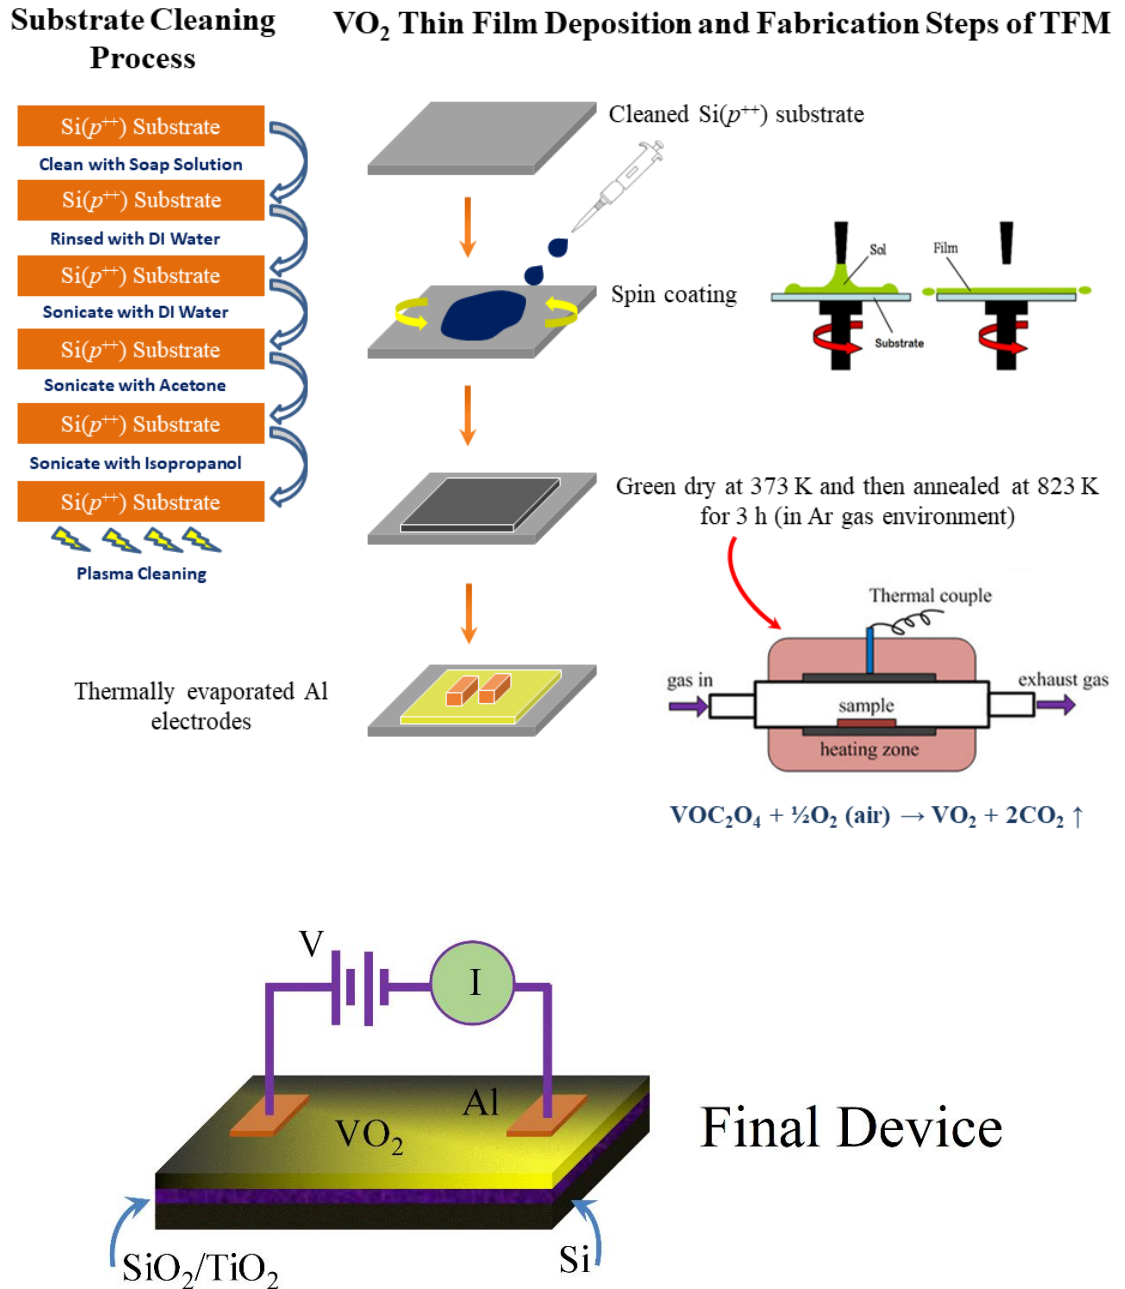 Substrate Cleaning
Process
VO₂ Thin Film Deposition and Fabrication Steps of TFM
Si(p⁺⁺) Substrate
Clean with Soap Solution
Si(p⁺⁺) Substrate
Rinsed with DI Water
Si(p⁺⁺) Substrate
Sonicate with DI Water
Si(p⁺⁺) Substrate
Sonicate with Acetone
Si(p⁺⁺) Substrate
Sonicate with Isopropanol
Si(p⁺⁺) Substrate
Plasma Cleaning
Cleaned Si(p⁺⁺) substrate
Spin coating
Sol
Film
Substrate
Green dry at 373 K and then annealed at 823 K
for 3 h (in Ar gas environment)
Thermal couple
gas in
exhaust gas
sample
heating zone
Thermally evaporated Al
electrodes
VOC₂O₄ + ½O₂ (air) → VO₂ + 2CO₂ ↑
V
I
Al
VO₂
Final Device
SiO₂/TiO₂
Si